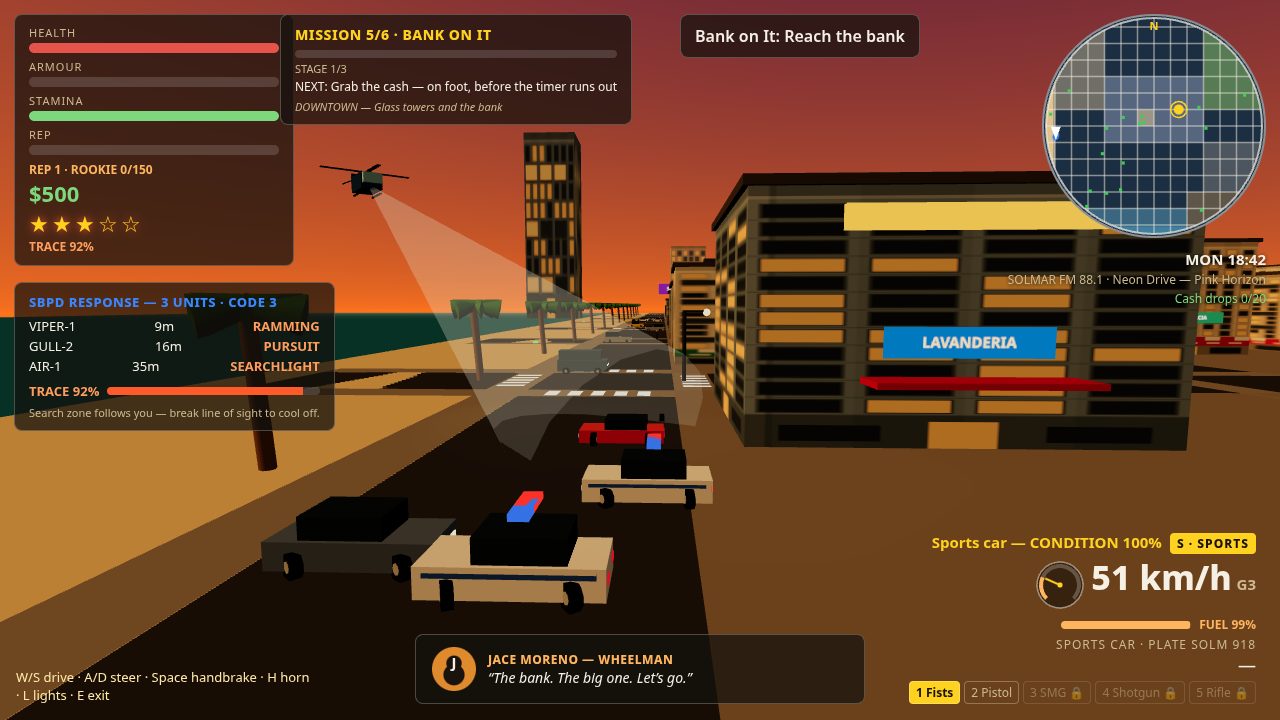 HEALTH
ARMOUR
STAMINA
REP
REP 1 · ROOKIE 0/150
$500
★★★☆☆
TRACE 92%
MISSION 5/6 · BANK ON IT
STAGE 1/3
NEXT: Grab the cash — on foot, before the timer runs out
DOWNTOWN — Glass towers and the bank
Bank on It: Reach the bank
N
MON 18:42
SOLMAR FM 88.1 · Neon Drive — Pink Horizon
Cash drops 0/20
SBPD RESPONSE — 3 UNITS · CODE 3
VIPER-1 9m RAMMING
GULL-2 16m PURSUIT
AIR-1 35m SEARCHLIGHT
TRACE 92%
Search zone follows you — break line of sight to cool off.
LAVANDERIA
Sports car — CONDITION 100% S · SPORTS
51 km/h G3
FUEL 99%
SPORTS CAR · PLATE SOLM 918
—
1 Fists 2 Pistol 3 SMG 🔒 4 Shotgun 🔒 5 Rifle 🔒
J
JACE MORENO — WHEELMAN
“The bank. The big one. Let’s go.”
W/S drive · A/D steer · Space handbrake · H horn
· L lights · E exit